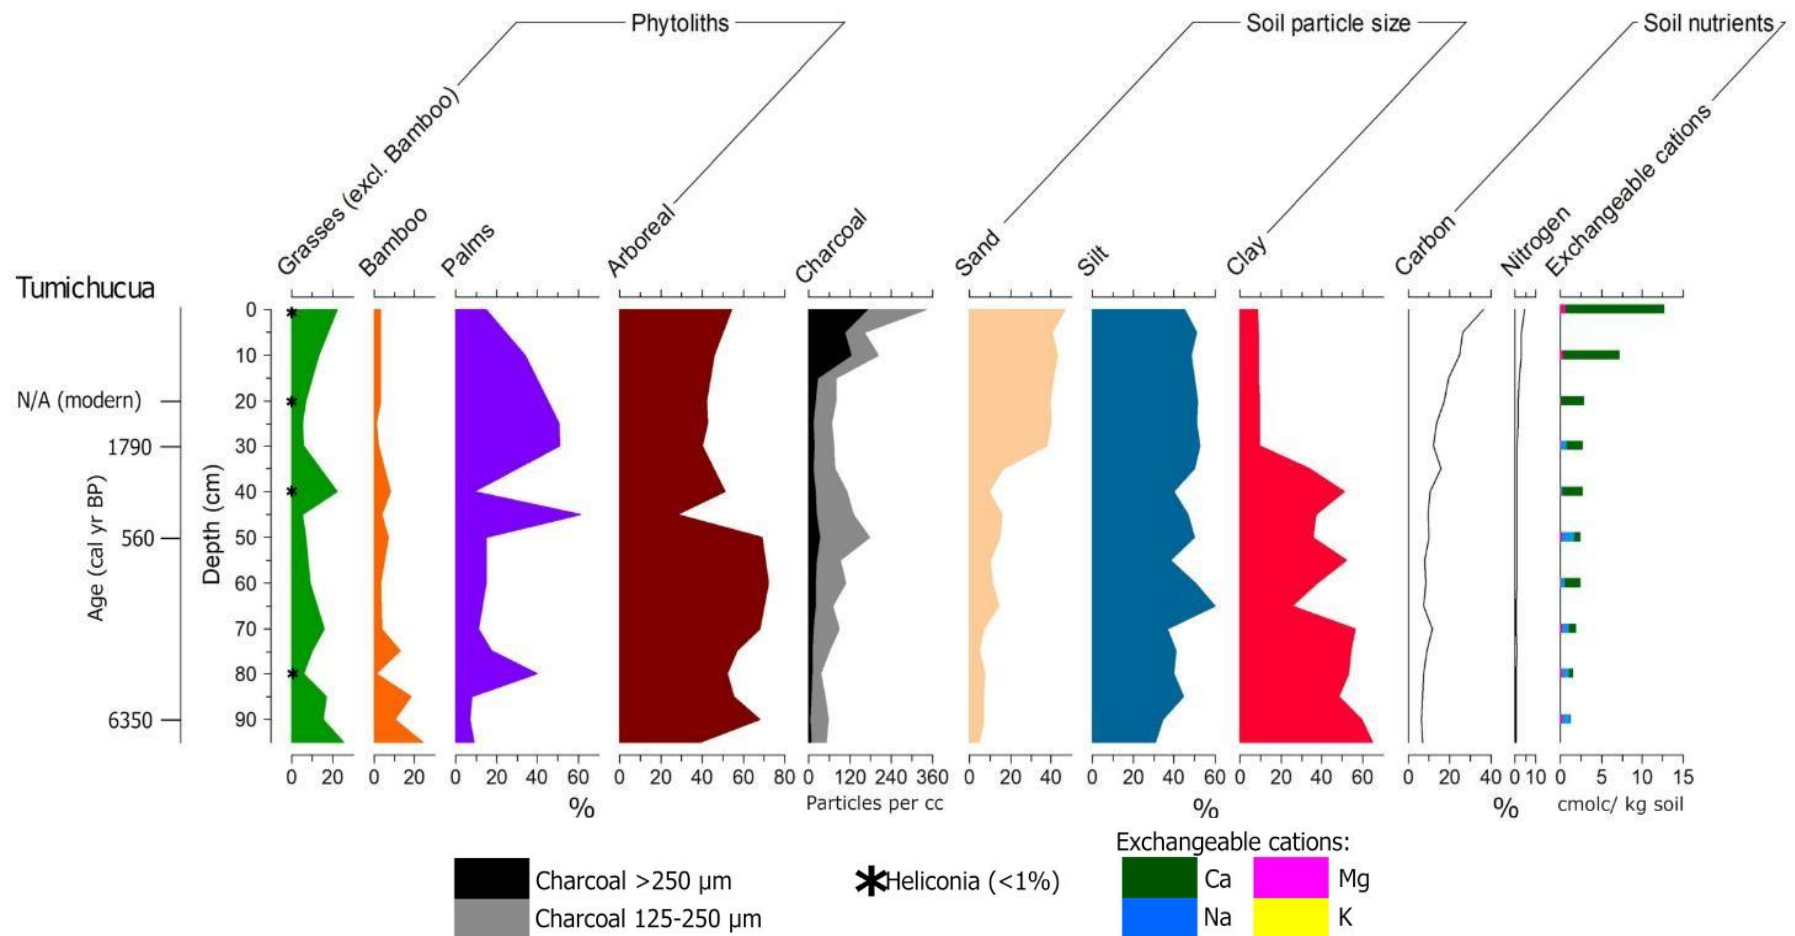 Phytoliths
Soil particle size
Soil nutrients
Grasses (excl. Bamboo)
Bamboo
Palms
Arboreal
Charcoal
Sand
Silt
Clay
Carbon
Nitrogen
Exchangeable cations
Tumichucua
Age (cal yr BP)
N/A (modern)
1790
560
6350
Depth (cm)
0
10
20
30
40
50
60
70
80
90
0 20 0 20 0 20 40 60 0 20 40 60 80 0 120 240 360 0 20 40 0 20 40 60 0 20 40 60 0 20 40 0 10 0 5 10 15
% Particles per cc % % cmolc/ kg soil
Exchangeable cations:
Charcoal >250 µm
Charcoal 125-250 µm
Heliconia (<1%)
Ca Mg
Na K